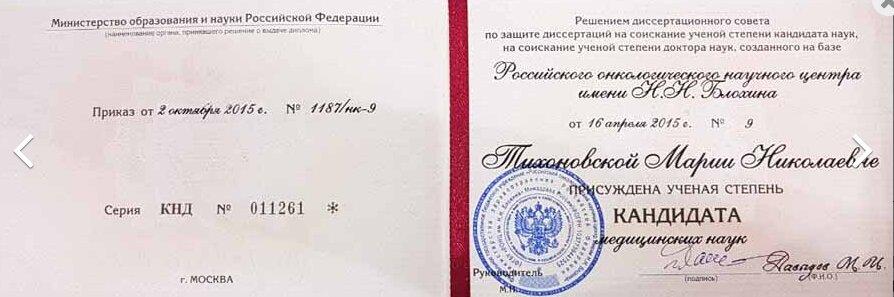 Министерство образования и науки Российской Федерации
(наименование органа, принявшего решение о выдаче диплома)
Приказ от 2 октября 2015 г. № 1187/нк-9
Серия КНД № 011261 *
г. МОСКВА
Решением диссертационного совета
по защите диссертаций на соискание ученой степени кандидата наук,
на соискание ученой степени доктора наук, созданного на базе
Российского онкологического научного центра
имени Н.Н. Блохина
от 16 апреля 2015 г. № 9
Тихоновской Марии Николаевне
ПРИСУЖДЕНА УЧЕНАЯ СТЕПЕНЬ
КАНДИДАТА
медицинских наук
Руководитель
(подпись)
Давыдов М. И.
(Ф.И.О.)
М.П.